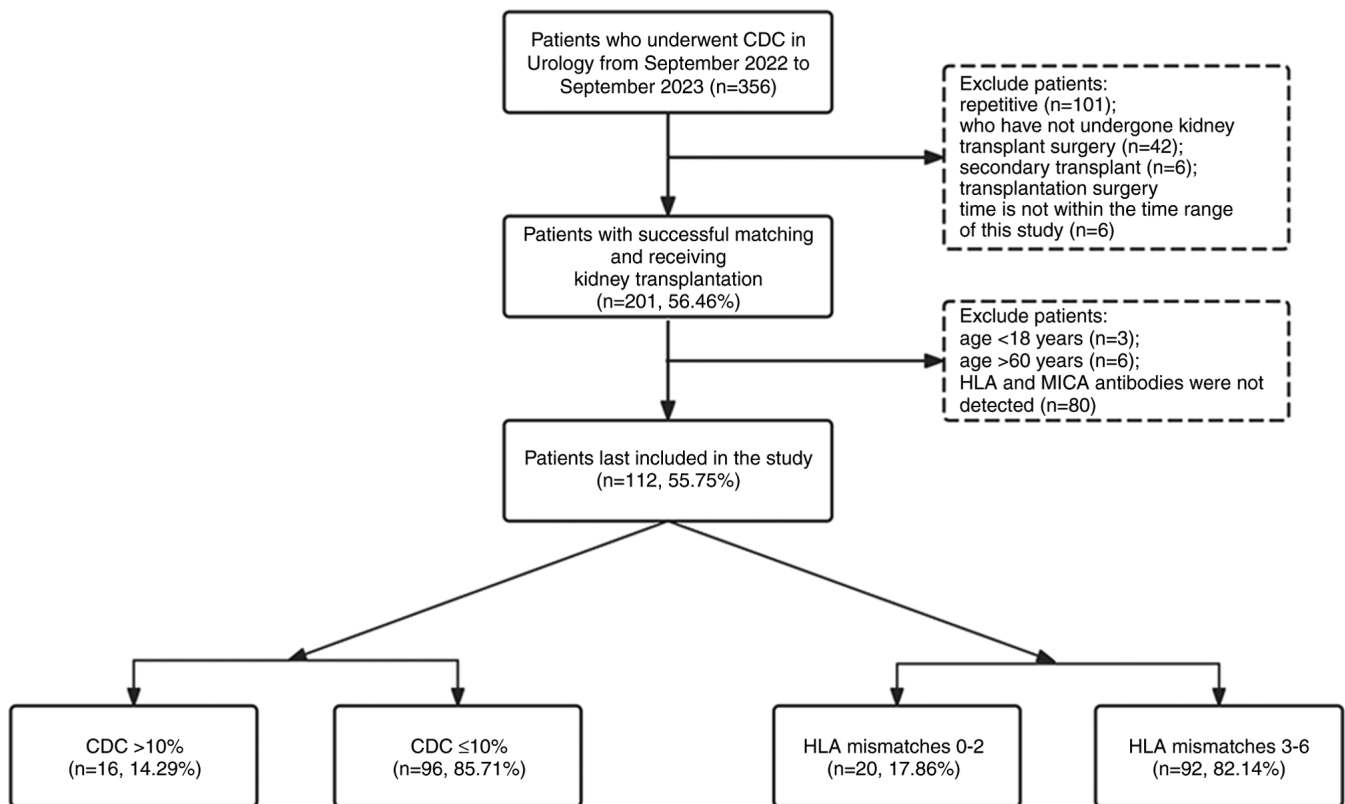 Patients who underwent CDC in
Urology from September 2022 to
September 2023 (n=356)
Exclude patients:
repetitive (n=101);
who have not undergone kidney
transplant surgery (n=42);
secondary transplant (n=6);
transplantation surgery
time is not within the time range
of this study (n=6)
Patients with successful matching
and receiving
kidney transplantation
(n=201, 56.46%)
Exclude patients:
age <18 years (n=3);
age >60 years (n=6);
HLA and MICA antibodies were not
detected (n=80)
Patients last included in the study
(n=112, 55.75%)
CDC >10%
(n=16, 14.29%)
CDC ≤10%
(n=96, 85.71%)
HLA mismatches 0-2
(n=20, 17.86%)
HLA mismatches 3-6
(n=92, 82.14%)